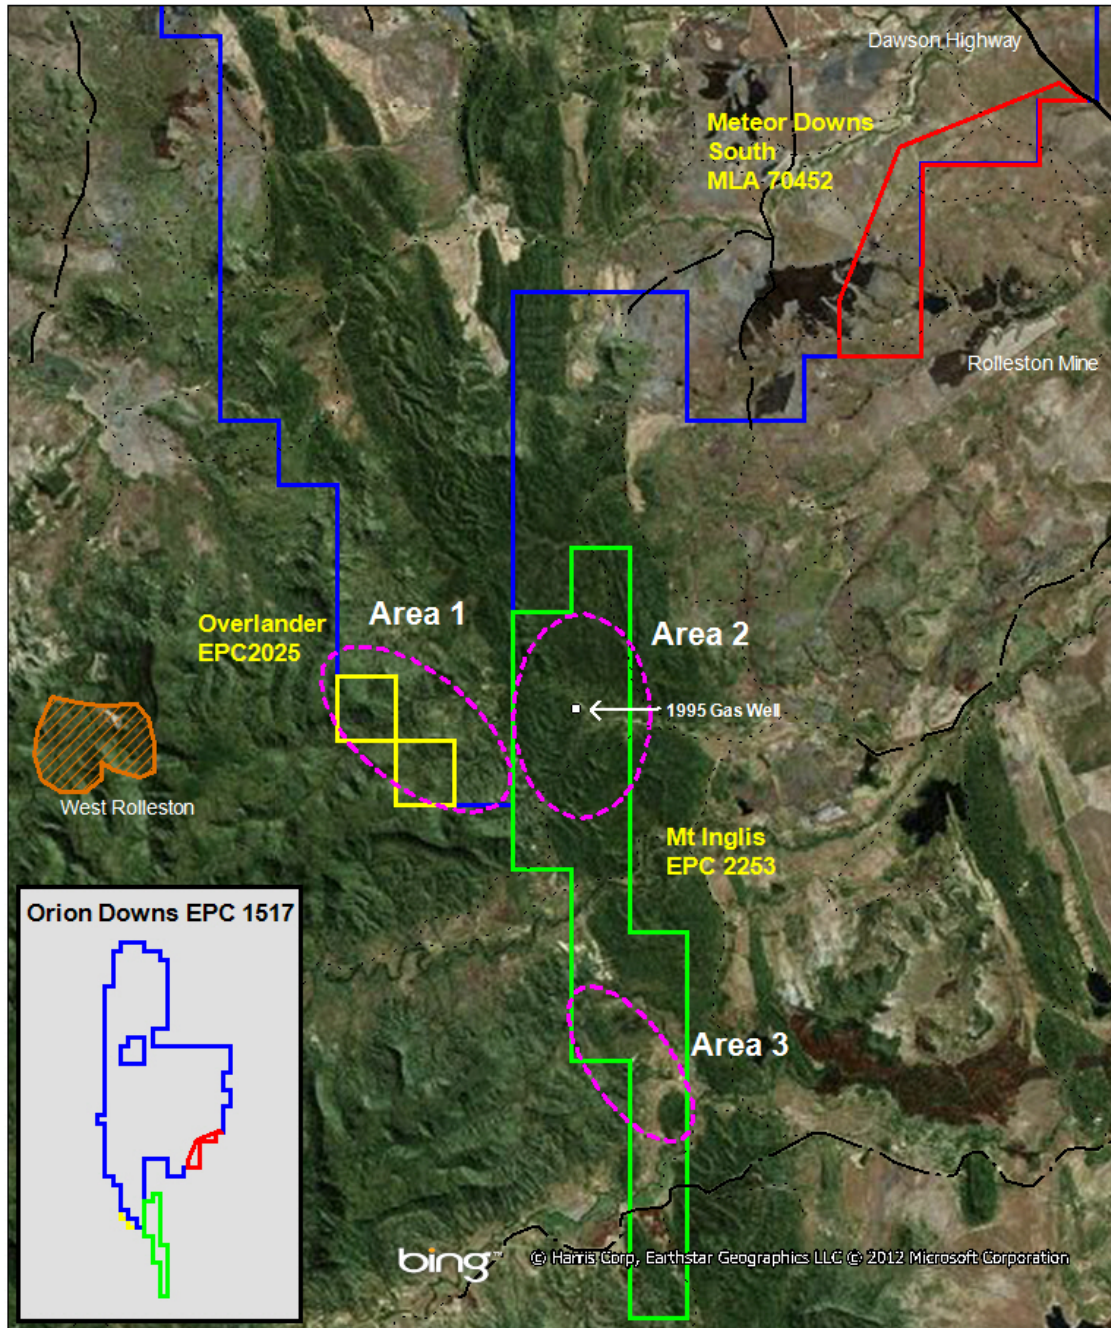 Dawson Highway
Meteor Downs
South
MLA 70452
Rolleston Mine
Area 1
Overlander
EPC2025
Area 2
1995 Gas Well
West Rolleston
Mt Inglis
EPC 2253
Orion Downs EPC 1517
Area 3
bing™
© Harris Corp, Earthstar Geographics LLC © 2012 Microsoft Corporation